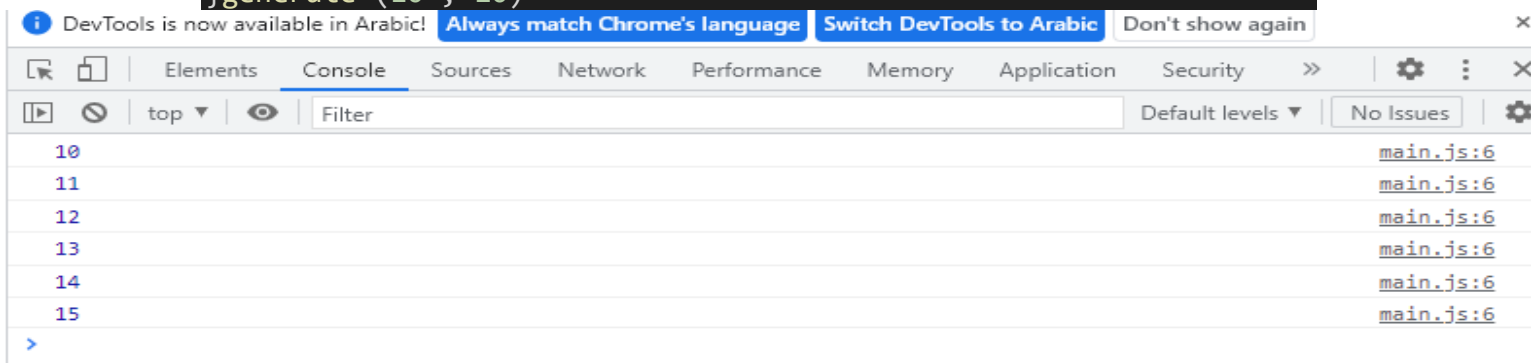 DevTools is now available in Arabic! Always match Chrome's language Switch DevTools to Arabic Don't show again
Elements Console Sources Network Performance Memory Application Security
top Filter Default levels No Issues
10 main.js:6
11 main.js:6
12 main.js:6
13 main.js:6
14 main.js:6
15 main.js:6